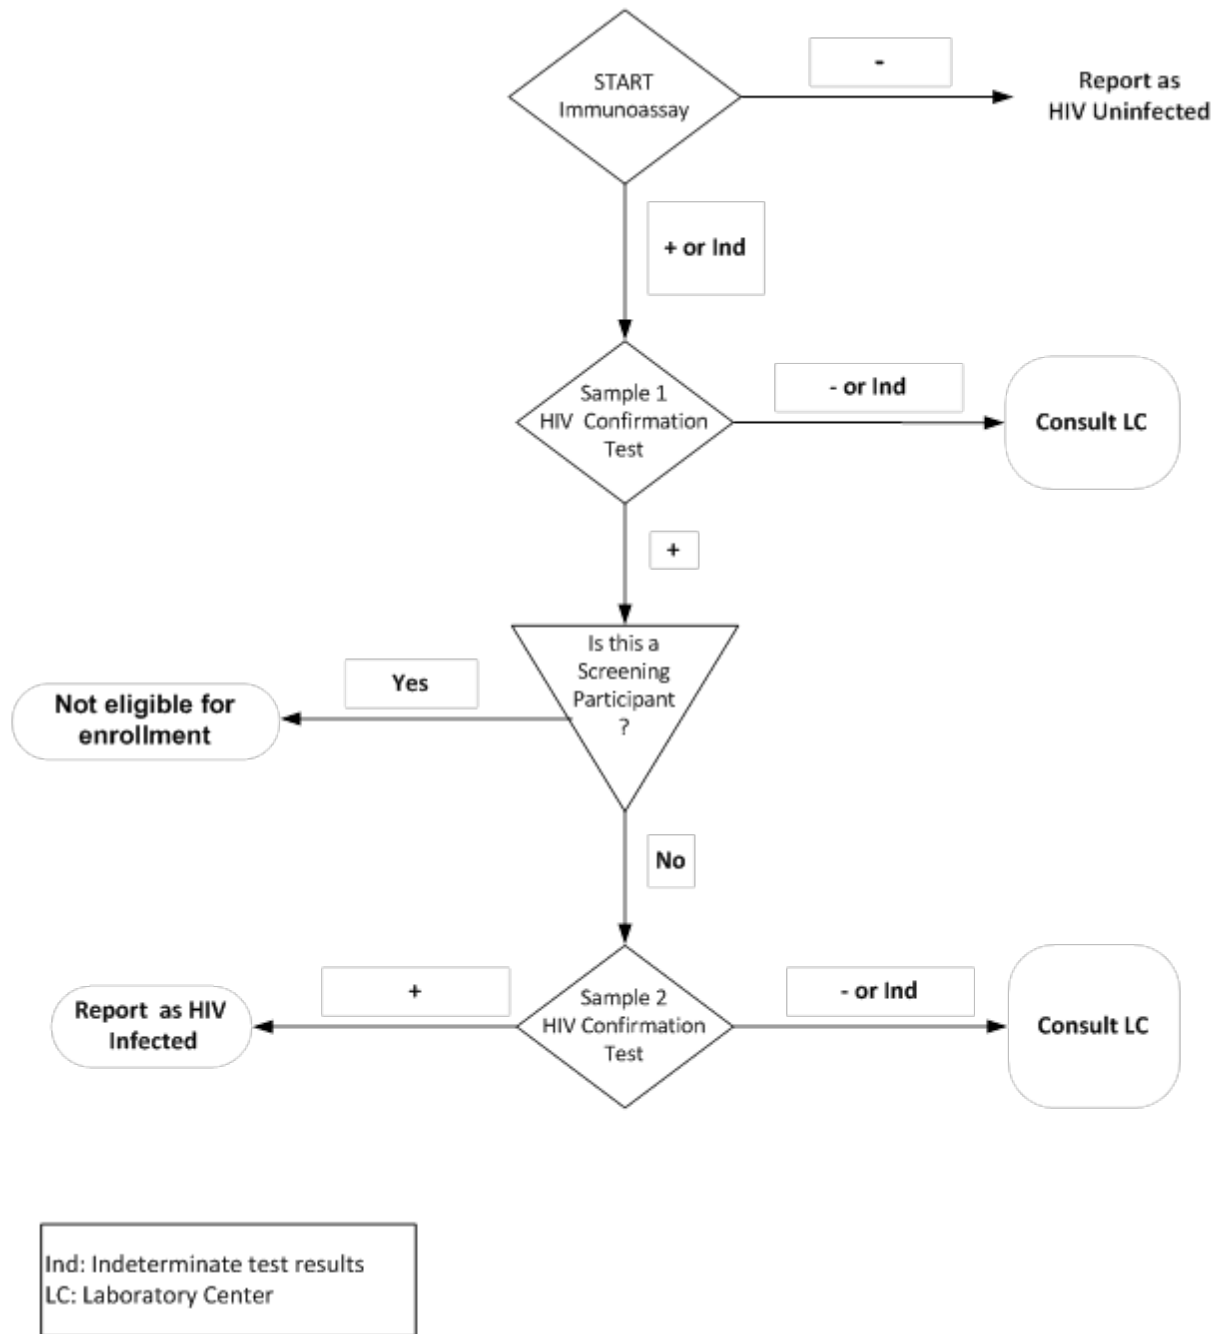 START
Immunoassay
-
Report as
HIV Uninfected
+ or Ind
Sample 1
HIV  Confirmation
Test
- or Ind
Consult LC
+
Is this a
Screening
Participant
?
Yes
Not eligible for
enrollment
No
Sample 2
HIV Confirmation
Test
+
Report  as HIV
Infected
- or Ind
Consult LC
Ind: Indeterminate test results
LC: Laboratory Center